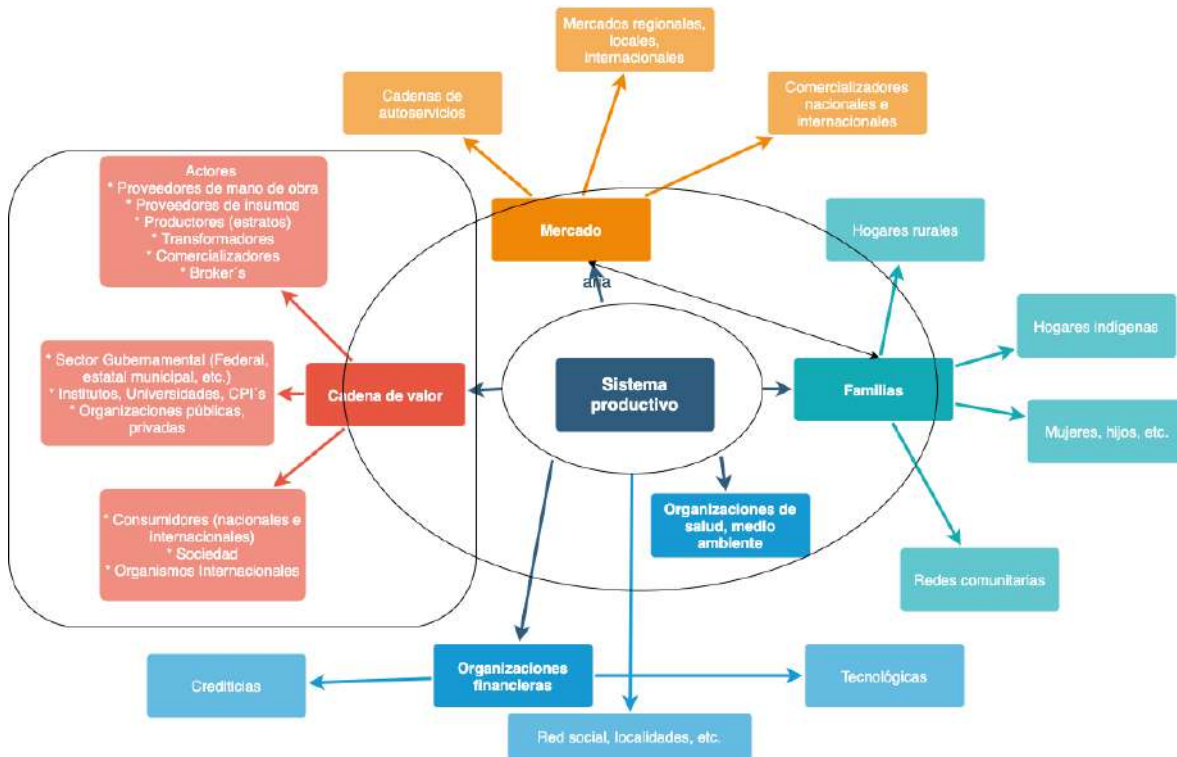 Mercados regionales,
locales,
internacionales
Cadenas de
autoservicios
Comercializadores
nacionales e
internacionales
Actores
* Proveedores de mano de obra
* Proveedores de insumos
* Productores (estratos)
* Transformadores
* Comercializadores
* Broker´s
Mercado
Hogares rurales
Hogares indígenas
* Sector Gubernamental (Federal,
estatal municipal, etc.)
* Institutos, Universidades, CPI´s
* Organizaciones públicas,
privadas
Cadena de valor
Sistema
productivo
Familias
Mujeres, hijos, etc.
* Consumidores (nacionales e
internacionales)
* Sociedad
* Organismos Internacionales
Organizaciones de
salud, medio
ambiente
Redes comunitarias
Crediticias
Organizaciones
financieras
Tecnológicas
Red social, localidades, etc.